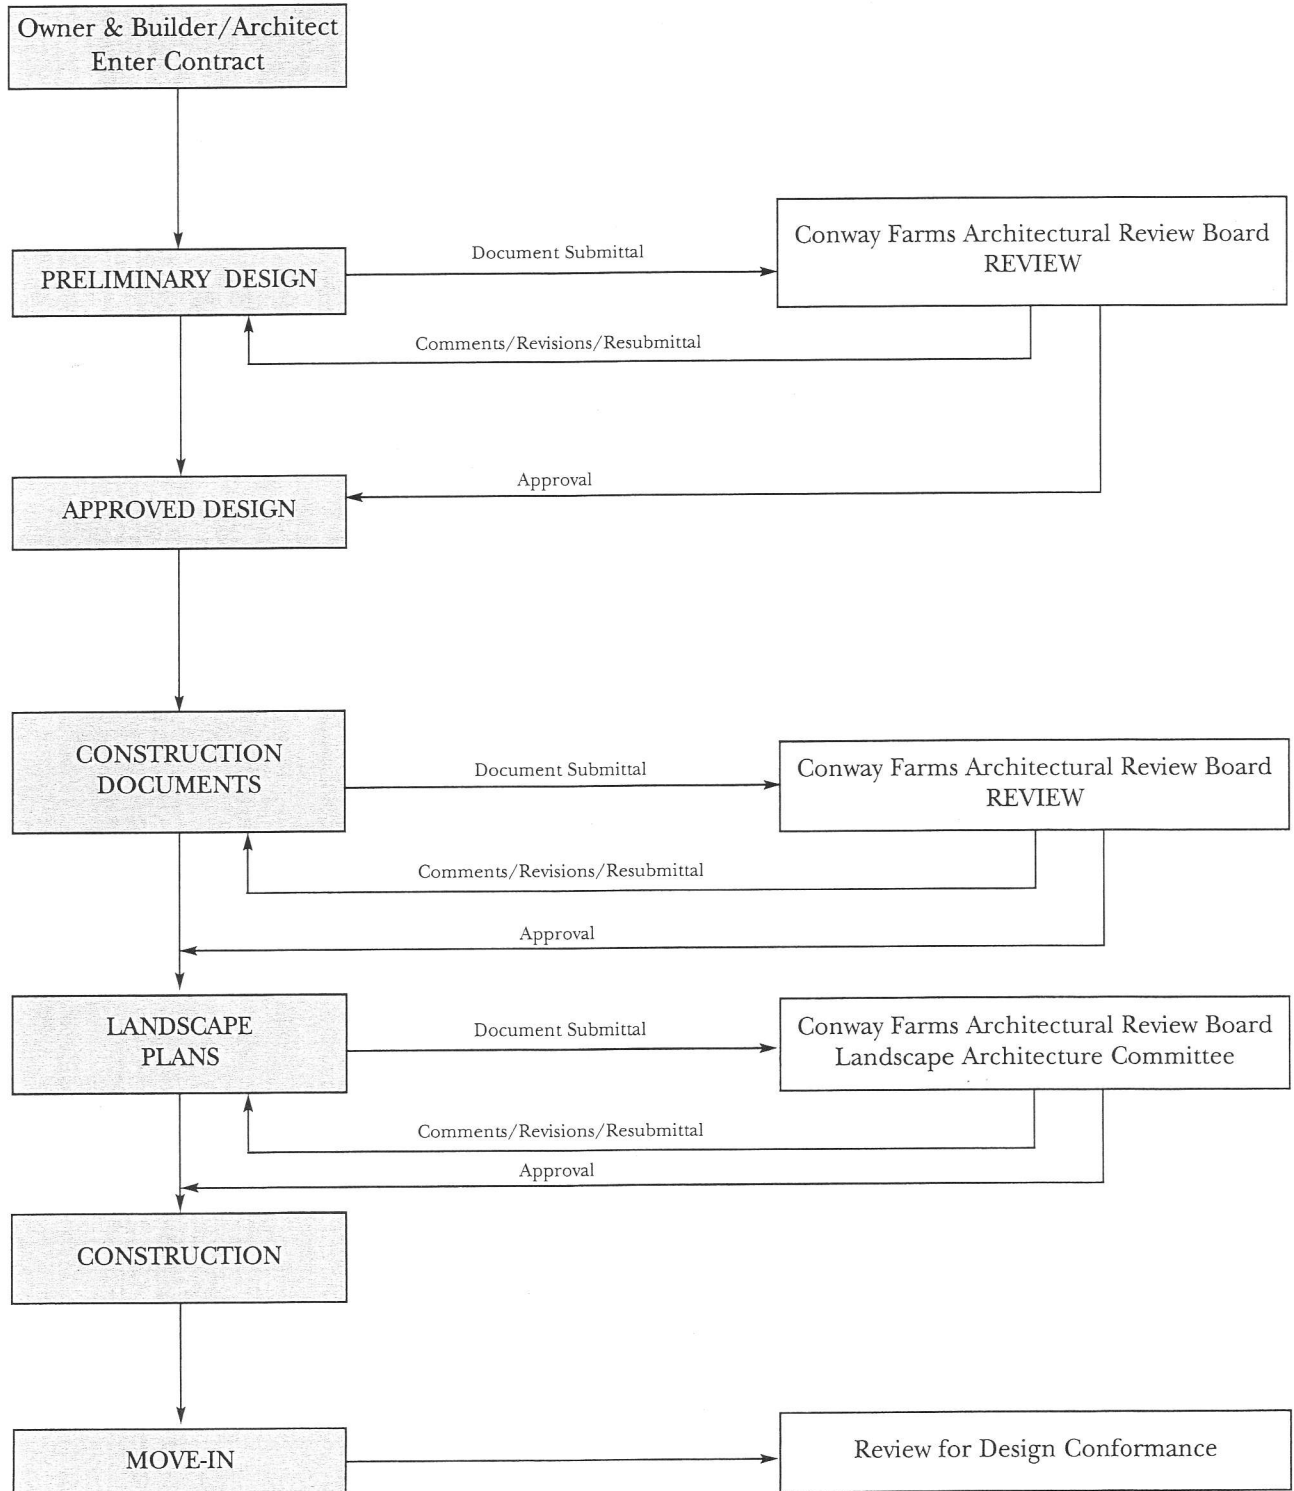 Owner & Builder/Architect
Enter Contract
PRELIMINARY DESIGN
Document Submittal
Conway Farms Architectural Review Board
REVIEW
Comments/Revisions/Resubmittal
Approval
APPROVED DESIGN
CONSTRUCTION
DOCUMENTS
Document Submittal
Conway Farms Architectural Review Board
REVIEW
Comments/Revisions/Resubmittal
Approval
LANDSCAPE
PLANS
Document Submittal
Conway Farms Architectural Review Board
Landscape Architecture Committee
Comments/Revisions/Resubmittal
Approval
CONSTRUCTION
MOVE-IN
Review for Design Conformance